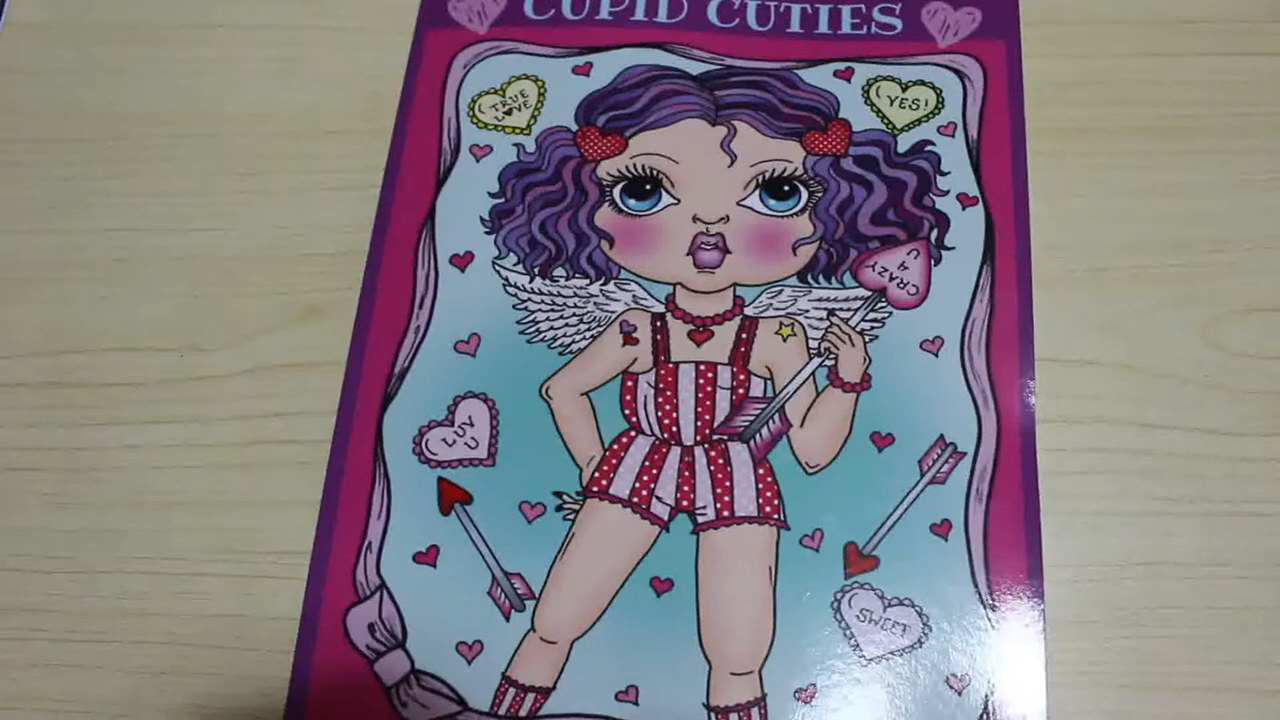 CUPID CUTIES
TRUE
LOVE
YES!
CRAZY
4
U
LUV
U
SWEET